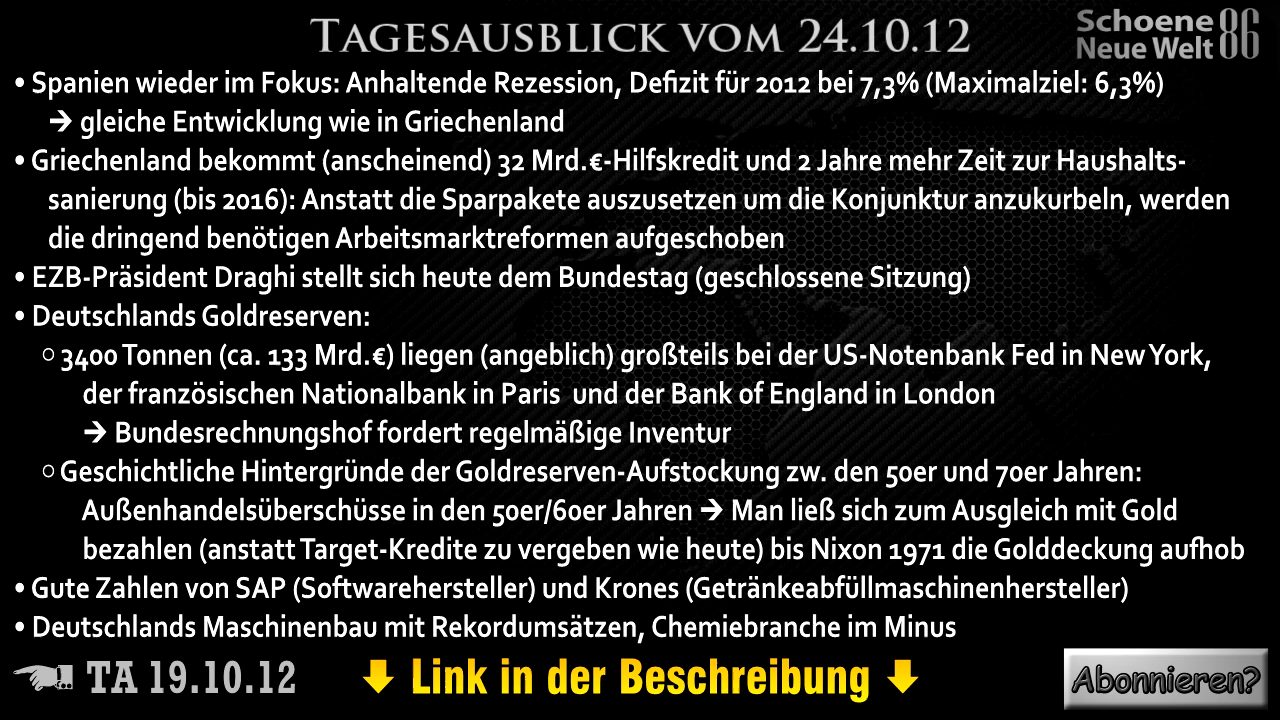 Tagesausblick vom 24.10.12
Schoene
Neue Welt 86
• Spanien wieder im Fokus: Anhaltende Rezession, Defizit für 2012 bei 7,3% (Maximalziel: 6,3%)
➔ gleiche Entwicklung wie in Griechenland
• Griechenland bekommt (anscheinend) 32 Mrd.€-Hilfskredit und 2 Jahre mehr Zeit zur Haushalts-
sanierung (bis 2016): Anstatt die Sparpakete auszusetzen um die Konjunktur anzukurbeln, werden
die dringend benötigen Arbeitsmarktreformen aufgeschoben
• EZB-Präsident Draghi stellt sich heute dem Bundestag (geschlossene Sitzung)
• Deutschlands Goldreserven:
○ 3400 Tonnen (ca. 133 Mrd.€) liegen (angeblich) großteils bei der US-Notenbank Fed in New York,
der französischen Nationalbank in Paris und der Bank of England in London
➔ Bundesrechnungshof fordert regelmäßige Inventur
○ Geschichtliche Hintergründe der Goldreserven-Aufstockung zw. den 50er und 70er Jahren:
Außenhandelsüberschüsse in den 50er/60er Jahren ➔ Man ließ sich zum Ausgleich mit Gold
bezahlen (anstatt Target-Kredite zu vergeben wie heute) bis Nixon 1971 die Golddeckung aufhob
• Gute Zahlen von SAP (Softwarehersteller) und Krones (Getränkeabfüllmaschinenhersteller)
• Deutschlands Maschinenbau mit Rekordumsätzen, Chemiebranche im Minus
TA 19.10.12
Link in der Beschreibung
Abonnieren?